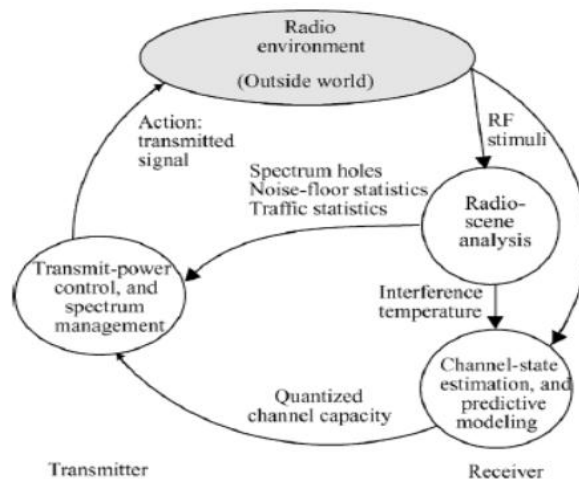 Radio
environment
(Outside world)
Action:
transmitted
signal
RF
stimuli
Spectrum holes
Noise-floor statistics
Traffic statistics
Radio-
scene
analysis
Transmit-power
control, and
spectrum
management
Interference
temperature
Channel-state
estimation, and
predictive
modeling
Quantized
channel capacity
Transmitter
Receiver